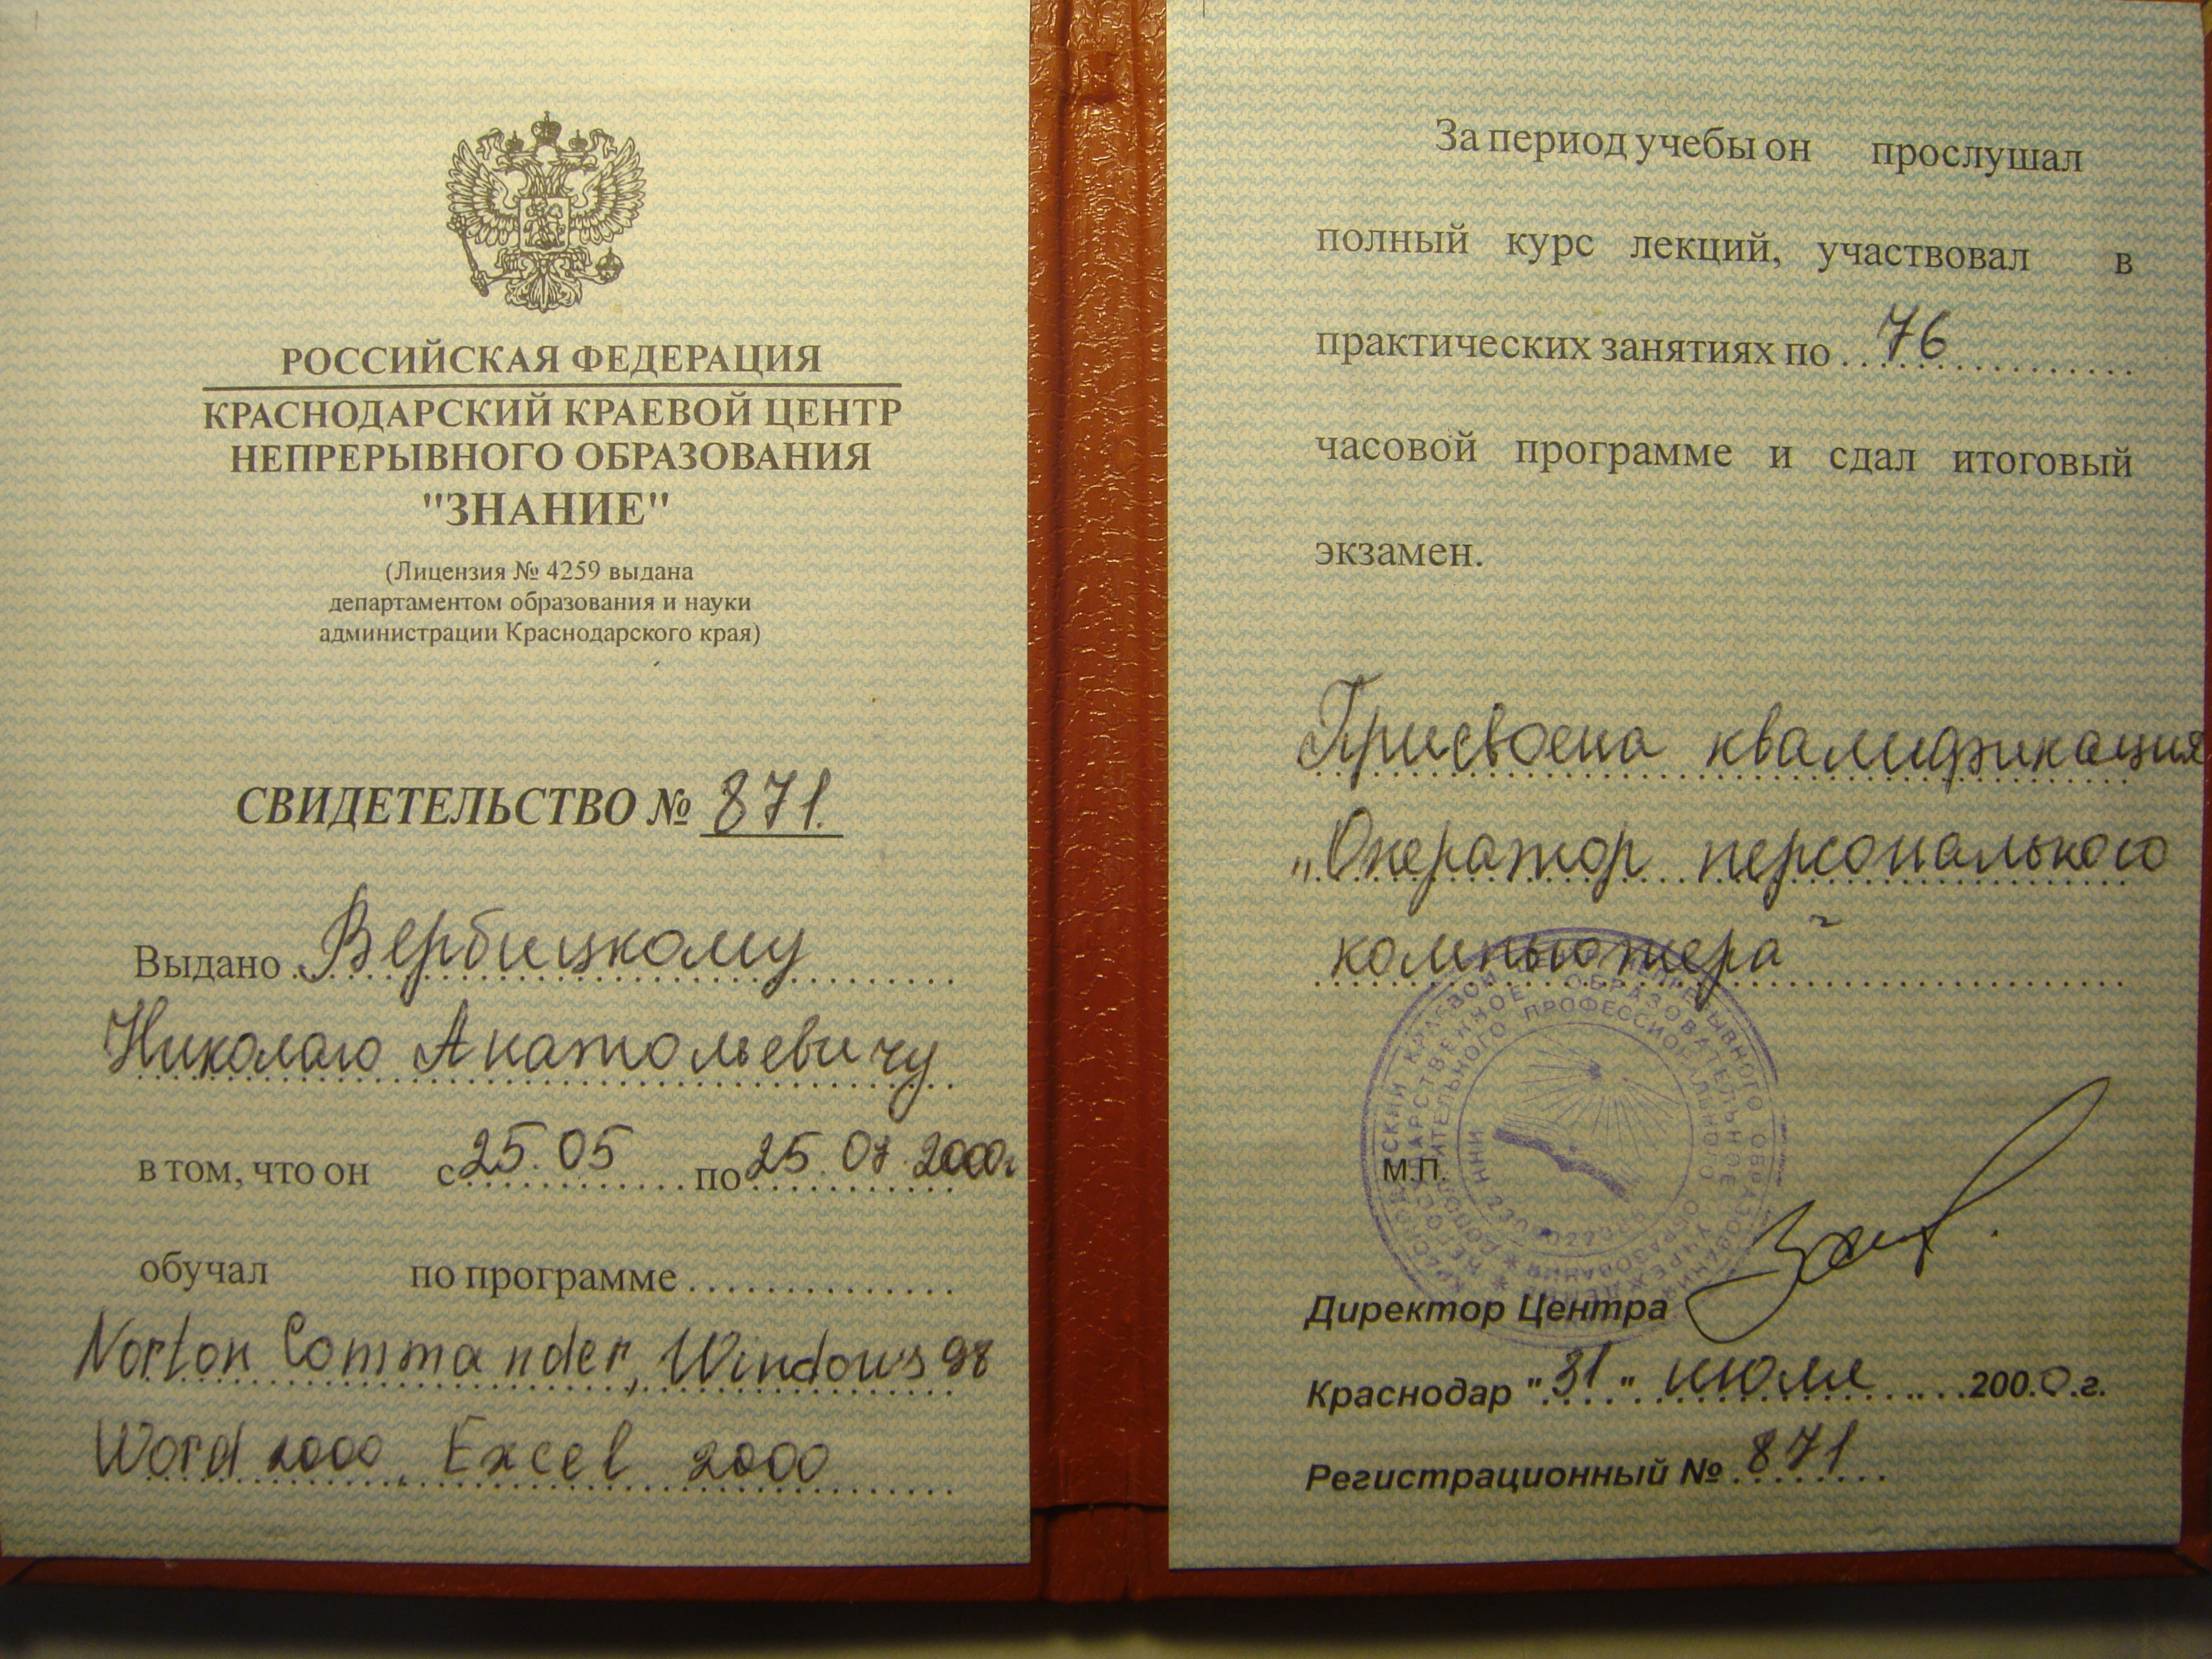 РОССИЙСКАЯ ФЕДЕРАЦИЯ
КРАСНОДАРСКИЙ КРАЕВОЙ ЦЕНТР
НЕПРЕРЫВНОГО ОБРАЗОВАНИЯ
"ЗНАНИЕ"
(Лицензия № 4259 выдана
департаментом образования и науки
администрации Краснодарского края)
СВИДЕТЕЛЬСТВО № 871.
Выдано Вербицкому
Николаю Анатольевичу
в том, что он с 25.05 по 25.07.2000г
обучал по программе
Norton Commander, Windows 98
Word 2000, Excel 2000
За период учебы он прослушал
полный курс лекций, участвовал в
практических занятиях по 76
часовой программе и сдал итоговый
экзамен.
Присвоена квалификация
„Оператор персонального
компьютера"
М.П.
Директор Центра
Краснодар "31" июля 2000.г.
Регистрационный № 871